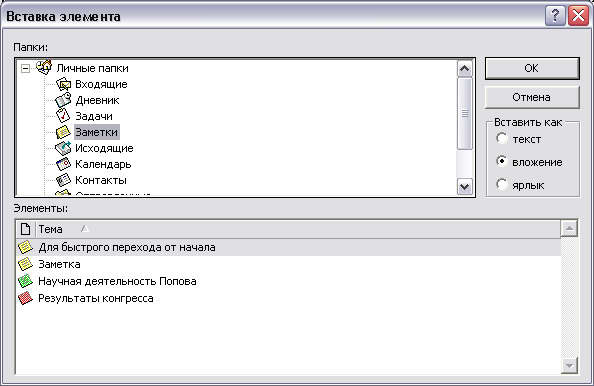 Вставка элемента
Папки:
Личные папки
Входящие
Дневник
Задачи
Заметки
Исходящие
Календарь
Контакты
Отправленные
OK
Отмена
Вставить как
текст
вложение
ярлык
Элементы:
Тема
Для быстрого перехода от начала
Заметка
Научная деятельность Попова
Результаты конгресса